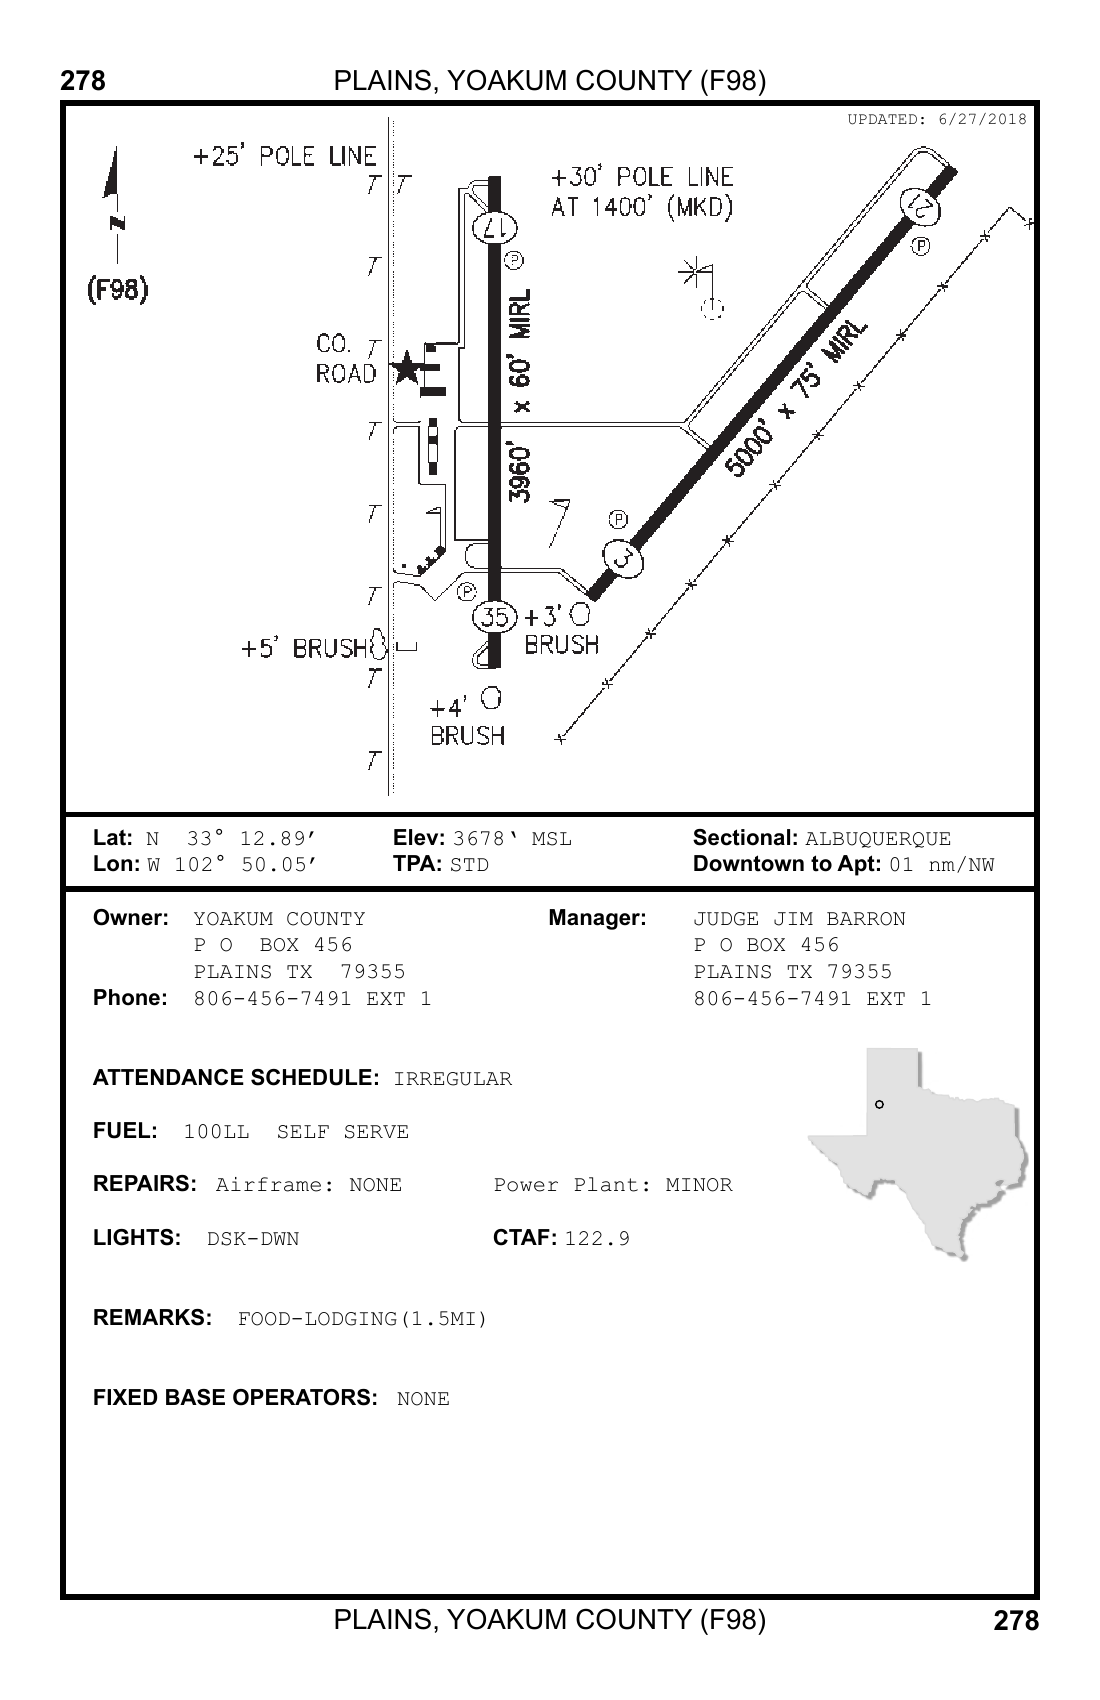 278 PLAINS, YOAKUM COUNTY (F98)
UPDATED: 6/27/2018
+25' POLE LINE
T T
+30' POLE LINE
AT 1400' (MKD)
N
(F98)
17
21
P
P
T
CO.
ROAD
T
3960' x 60' MIRL
5000' x 75' MIRL
T
T
P
3
T
P
35
+3'
BRUSH
+5' BRUSH
T
+4'
BRUSH
T
Lat: N 33° 12.89′ Elev: 3678‘ MSL Sectional: ALBUQUERQUE
Lon: W 102° 50.05′ TPA: STD Downtown to Apt: 01 nm/NW
Owner: YOAKUM COUNTY Manager: JUDGE JIM BARRON
P O BOX 456 P O BOX 456
PLAINS TX 79355 PLAINS TX 79355
Phone: 806-456-7491 EXT 1 806-456-7491 EXT 1
ATTENDANCE SCHEDULE: IRREGULAR
FUEL: 100LL SELF SERVE
REPAIRS: Airframe: NONE Power Plant: MINOR
LIGHTS: DSK-DWN CTAF: 122.9
REMARKS: FOOD-LODGING(1.5MI)
FIXED BASE OPERATORS: NONE
PLAINS, YOAKUM COUNTY (F98) 278